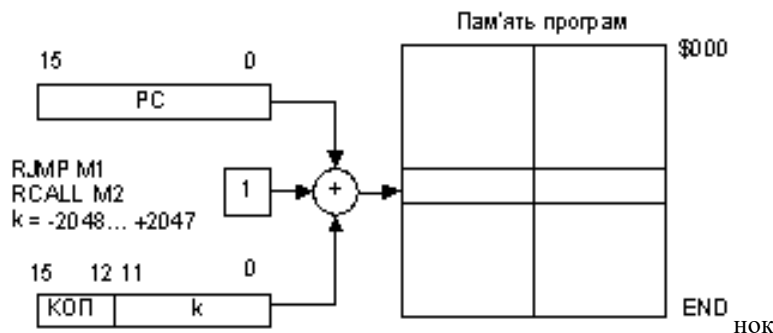 Пам'ять програм
$000
15 0
PC
RJMP M1
RCALL M2
k = -2048... +2047
1
+
15 12 11 0
КОП k
END
нок